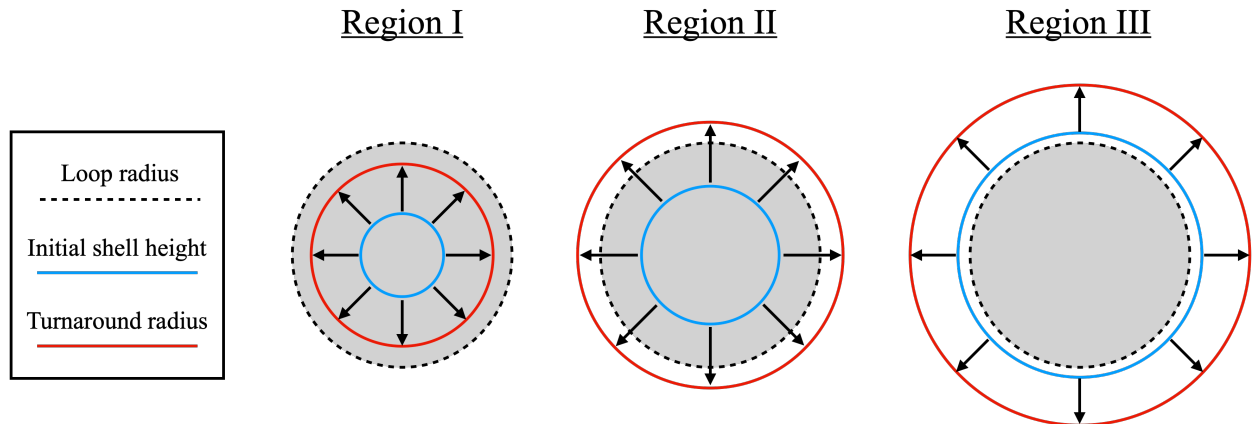 Region I
Region II
Region III
Loop radius
Initial shell height
Turnaround radius